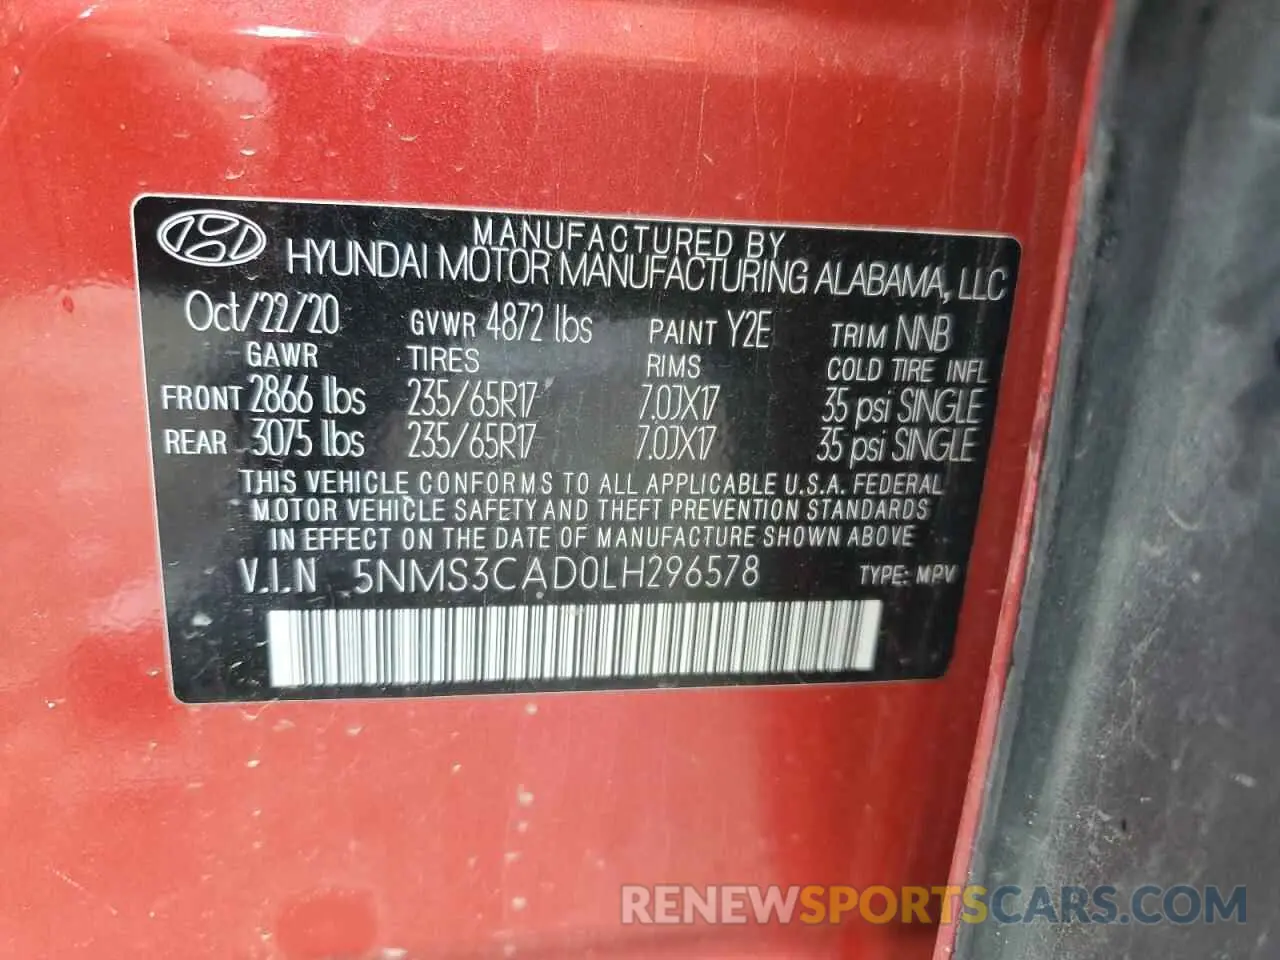 MANUFACTURED BY
HYUNDAI MOTOR MANUFACTURING ALABAMA, LLC
Oct/22/20 GVWR 4872 lbs PAINT Y2E TRIM NNB
GAWR TIRES RIMS COLD TIRE INFL
FRONT 2866 lbs 235/65R17 7.0JX17 35 psi SINGLE
REAR 3075 lbs 235/65R17 7.0JX17 35 psi SINGLE
THIS VEHICLE CONFORMS TO ALL APPLICABLE U.S.A. FEDERAL
MOTOR VEHICLE SAFETY AND THEFT PREVENTION STANDARDS
IN EFFECT ON THE DATE OF MANUFACTURE SHOWN ABOVE
V.I.N 5NMS3CAD0LH296578 TYPE: MPV
RENEWSPORTSCARS.COM